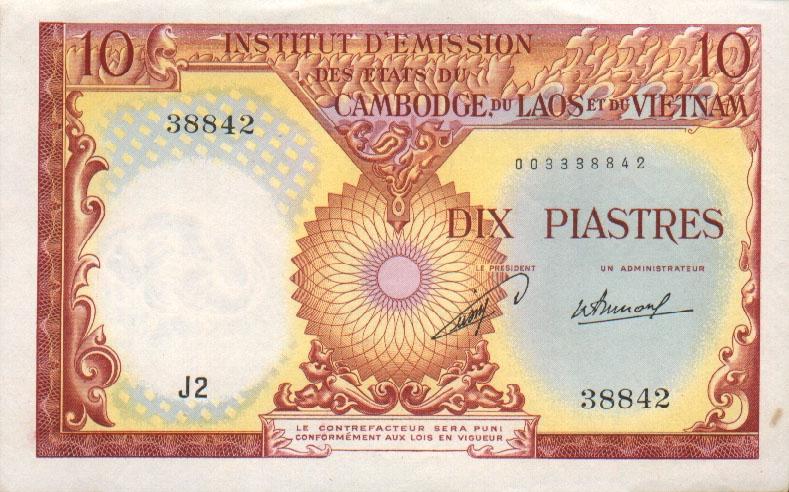 10 INSTITUT D'EMISSION 10
DES ETATS DU
CAMBODGE, DU LAOS ET DU VIETNAM
38842
003338842
DIX PIASTRES
LE PRESIDENT UN ADMINISTRATEUR
J2
38842
LE CONTREFACTEUR SERA PUNI
CONFORMÉMENT AUX LOIS EN VIGUEUR